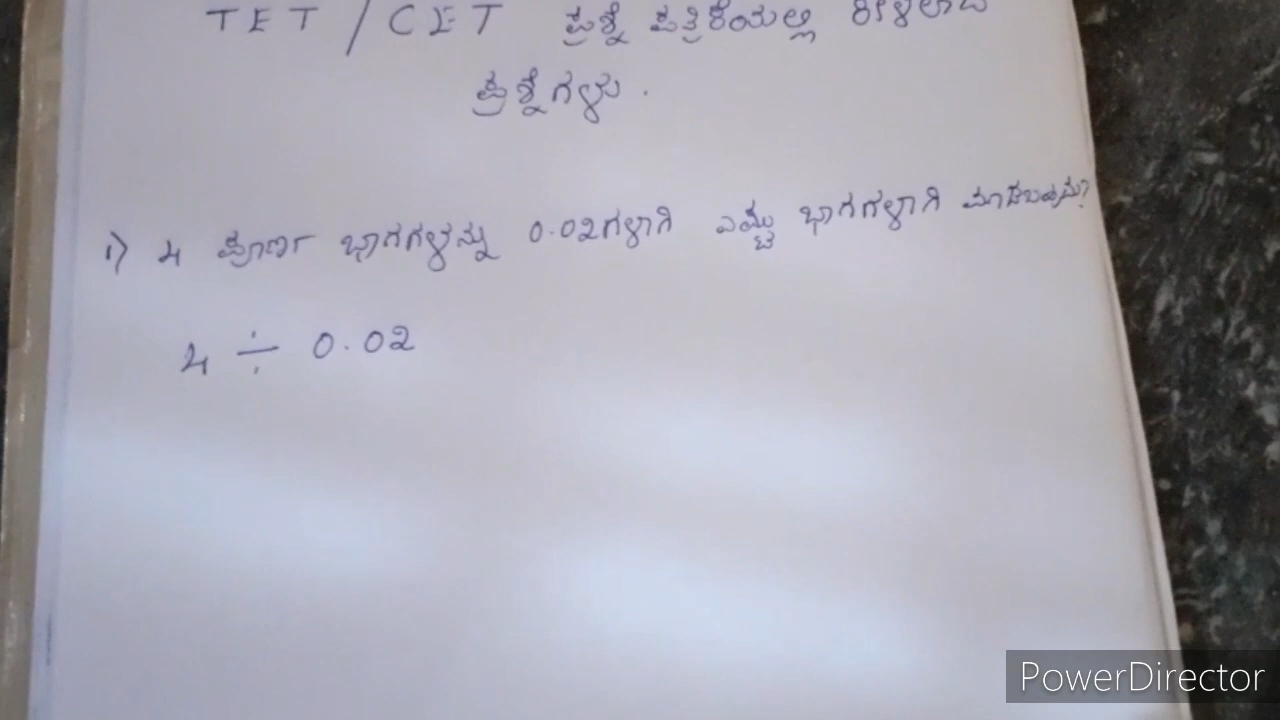 TET / CET ಪ್ರಶ್ನೆ ಪತ್ರಿಕೆಯಲ್ಲಿ ಕೇಳಲಾದ
ಪ್ರಶ್ನೆಗಳು.
1) 4 ಪೂರ್ಣ ಭಾಗಗಳನ್ನು 0.02ಗಳಾಗಿ ಎಷ್ಟು ಭಾಗಗಳಾಗಿ ಮಾಡಬಹುದು?
4 ÷ 0.02
PowerDirector